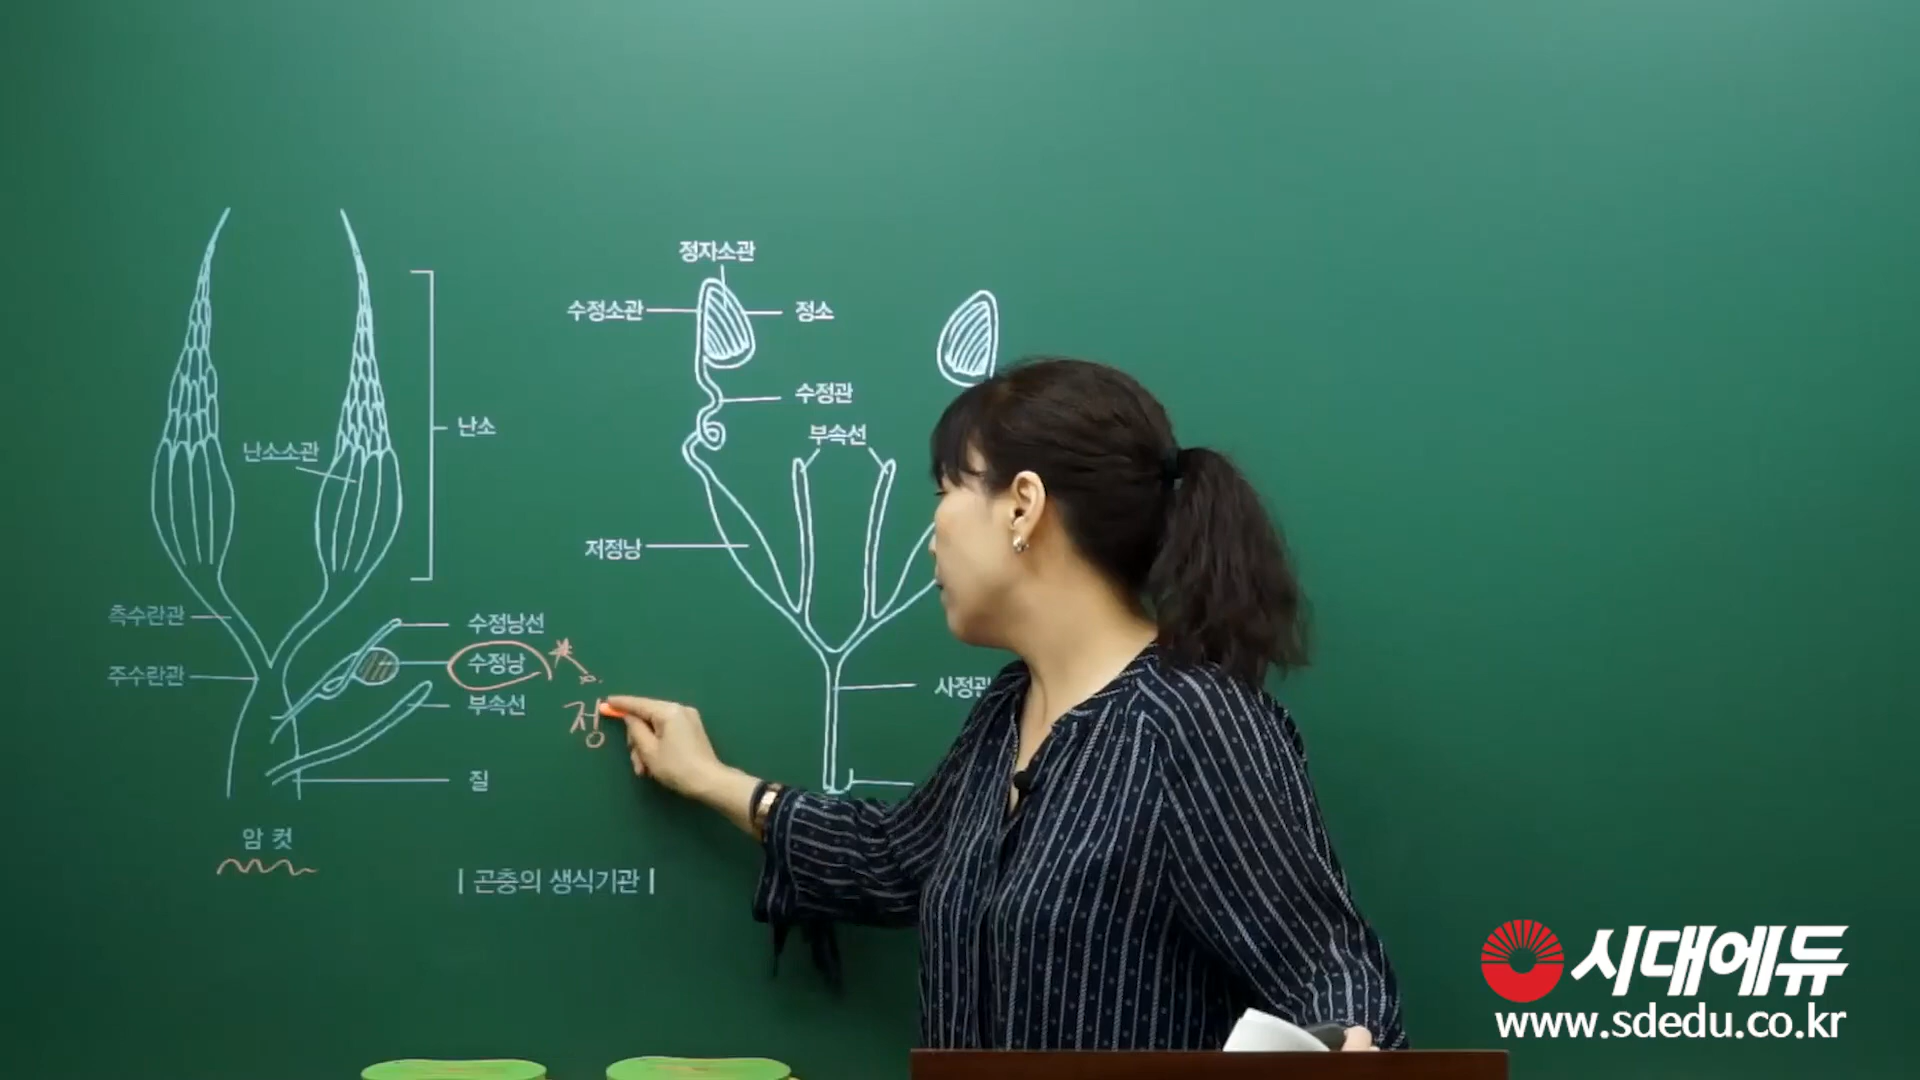 정자소관
수정소관
정소
수정관
부속선
난소
난소소관
저정낭
측수란관
수정낭선
수정낭
주수란관
사정관
부속선
정
질
암컷
| 곤충의 생식기관 |
시대에듀
www.sdedu.co.kr